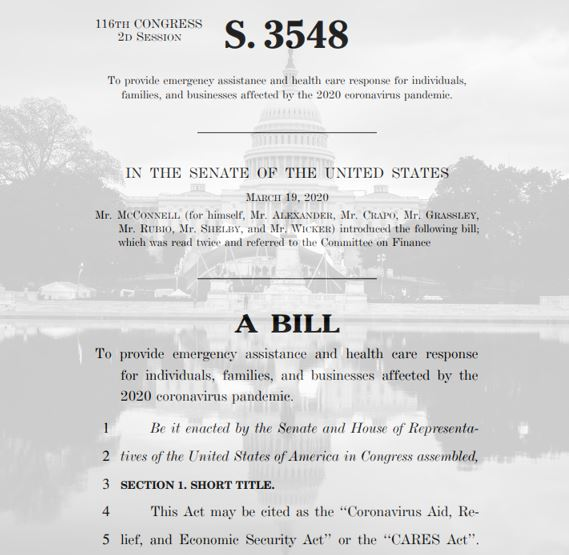 116TH CONGRESS
2D SESSION
S. 3548
To provide emergency assistance and health care response for individuals,
families, and businesses affected by the 2020 coronavirus pandemic.
IN THE SENATE OF THE UNITED STATES
MARCH 19, 2020
Mr. MCCONNELL (for himself, Mr. ALEXANDER, Mr. CRAPO, Mr. GRASSLEY,
Mr. RUBIO, Mr. SHELBY, and Mr. WICKER) introduced the following bill;
which was read twice and referred to the Committee on Finance
A BILL
To provide emergency assistance and health care response
for individuals, families, and businesses affected by the
2020 coronavirus pandemic.
1 Be it enacted by the Senate and House of Representa-
2 tives of the United States of America in Congress assembled,
3 SECTION 1. SHORT TITLE.
4 This Act may be cited as the ‘‘Coronavirus Aid, Re-
5 lief, and Economic Security Act’’ or the ‘‘CARES Act’’.